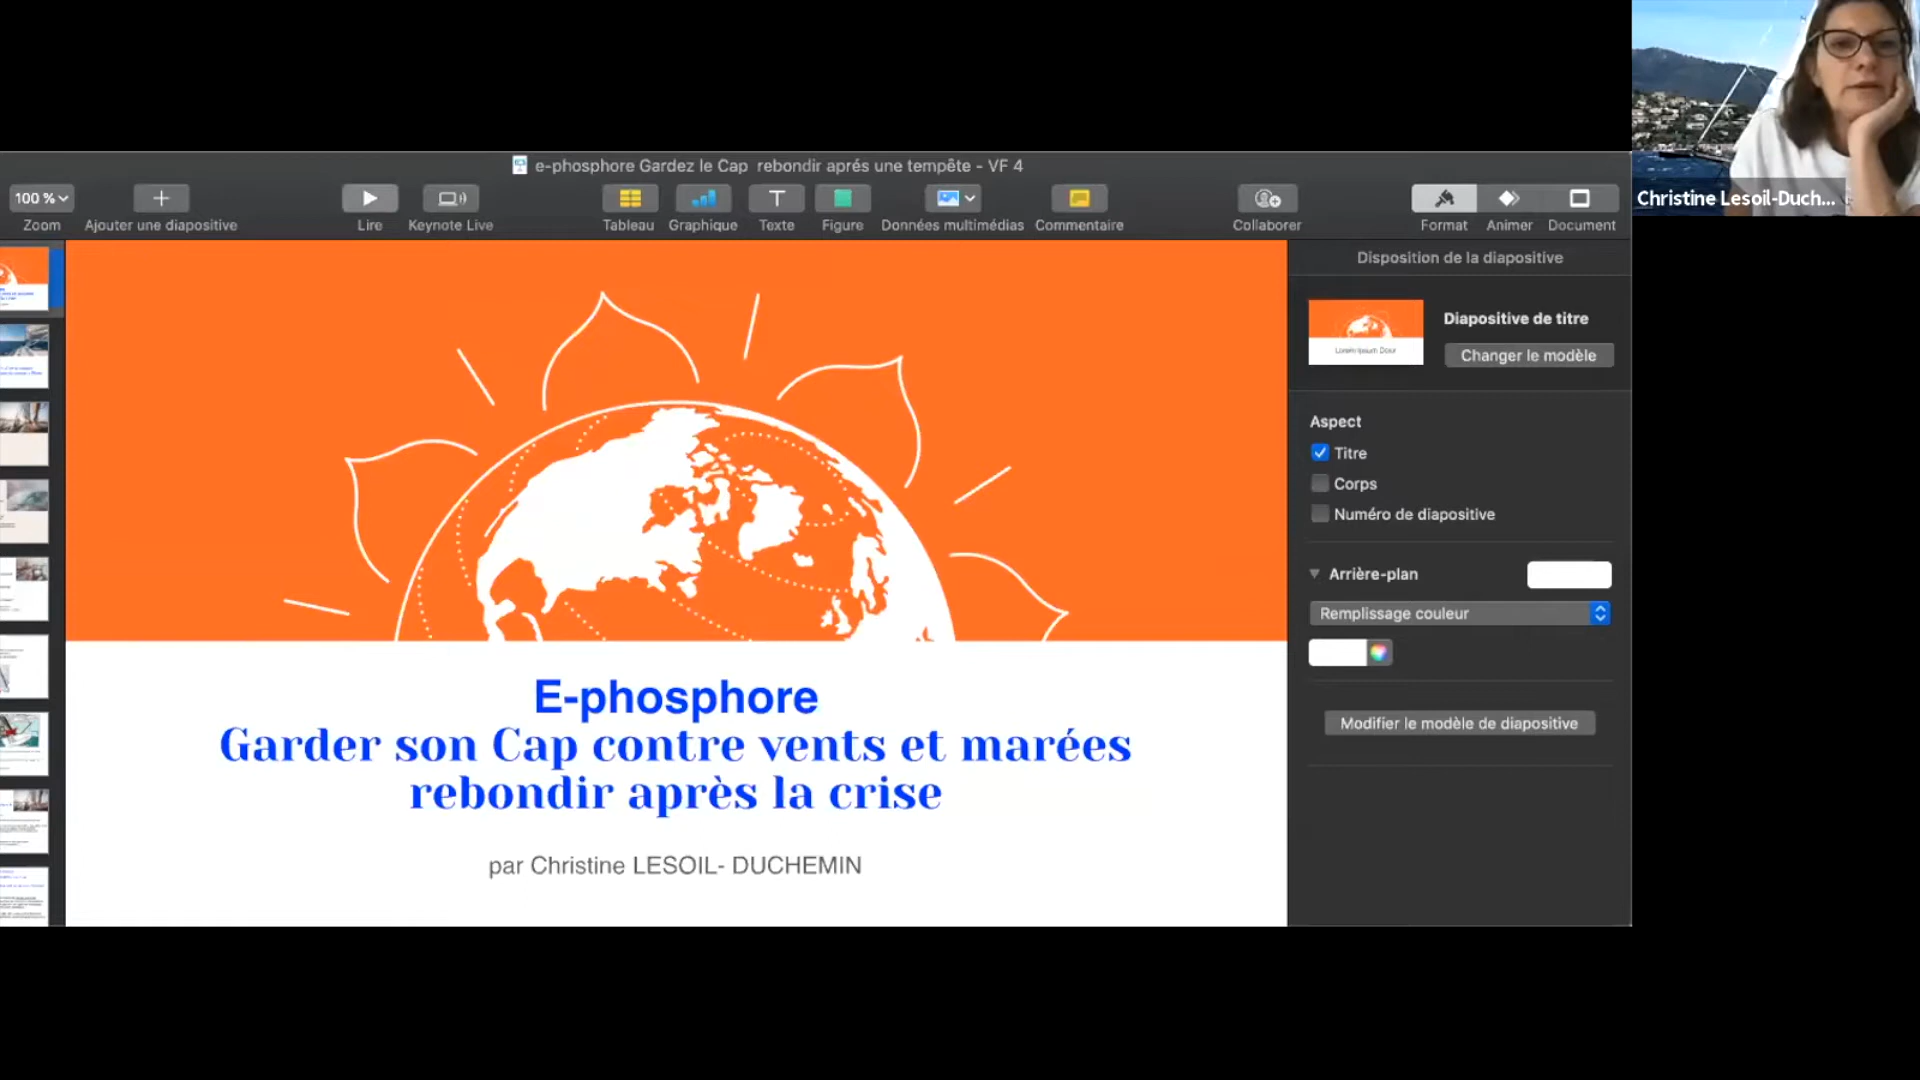 Christine Lesoil-Duch...
e-phosphore Gardez le Cap rebondir aprés une tempête - VF 4
100 %
Zoom
Ajouter une diapositive
Lire
Keynote Live
Tableau
Graphique
Texte
Figure
Données multimédias
Commentaire
Collaborer
Format
Animer
Document
Disposition de la diapositive
Lorem Ipsum Dolor
Diapositive de titre
Changer le modèle
Aspect
Titre
Corps
Numéro de diapositive
Arrière-plan
Remplissage couleur
Modifier le modèle de diapositive
E-phosphore
Garder son Cap contre vents et marées
rebondir après la crise
par Christine LESOIL- DUCHEMIN